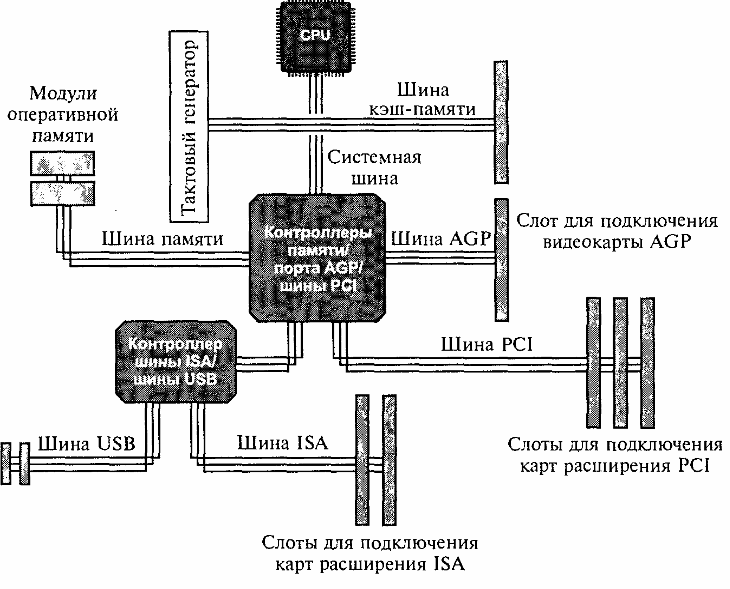 CPU
Модули
оперативной
памяти
Тактовый генератор
Шина
кэш-памяти
Системная
шина
Шина памяти
Контроллеры
памяти/
порта AGP/
шины PCI
Шина AGP
Слот для подключения
видеокарты AGP
Контроллер
шины ISA/
шины USB
Шина PCI
Шина USB
Шина ISA
Слоты для подключения
карт расширения PCI
Слоты для подключения
карт расширения ISA